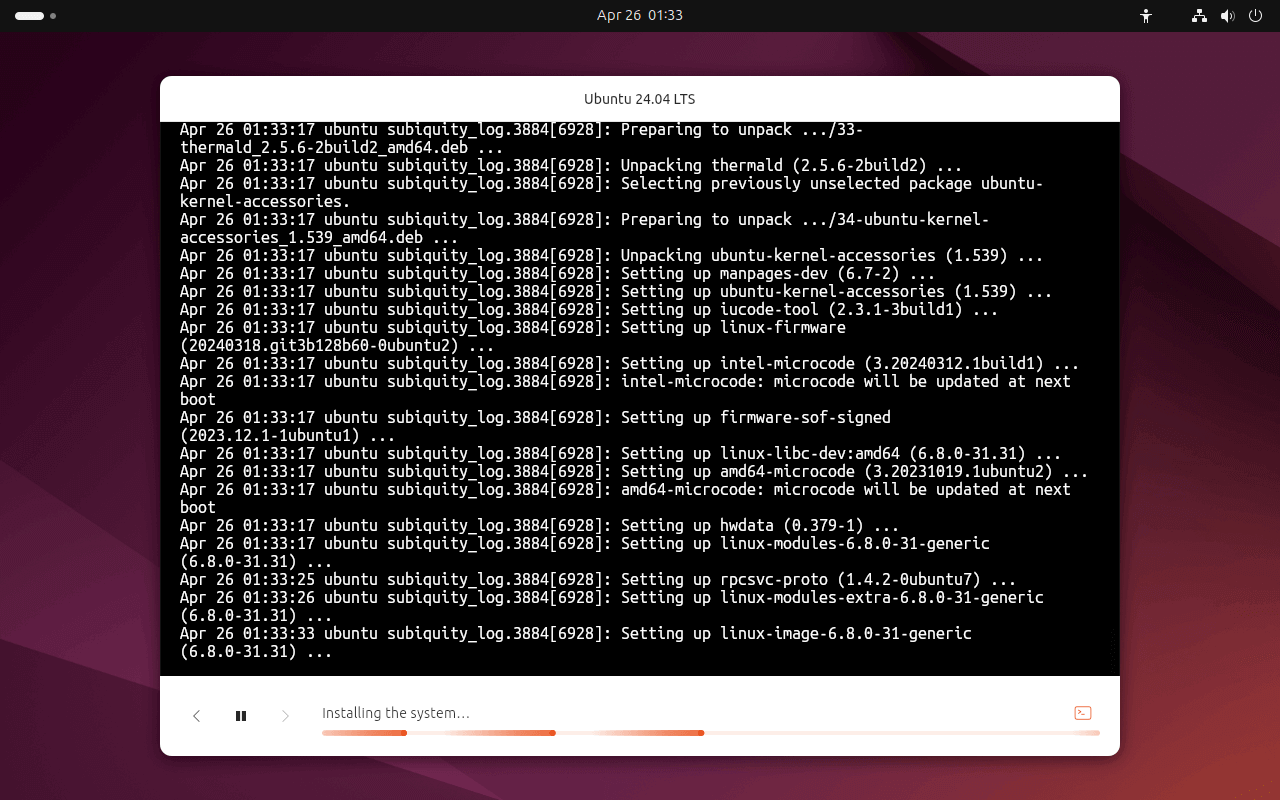 Apr 26 01:33
Ubuntu 24.04 LTS
Apr 26 01:33:17 ubuntu subiquity_log.3884[6928]: Preparing to unpack .../33-
thermald_2.5.6-2build2_amd64.deb ...
Apr 26 01:33:17 ubuntu subiquity_log.3884[6928]: Unpacking thermald (2.5.6-2build2) ...
Apr 26 01:33:17 ubuntu subiquity_log.3884[6928]: Selecting previously unselected package ubuntu-
kernel-accessories.
Apr 26 01:33:17 ubuntu subiquity_log.3884[6928]: Preparing to unpack .../34-ubuntu-kernel-
accessories_1.539_amd64.deb ...
Apr 26 01:33:17 ubuntu subiquity_log.3884[6928]: Unpacking ubuntu-kernel-accessories (1.539) ...
Apr 26 01:33:17 ubuntu subiquity_log.3884[6928]: Setting up manpages-dev (6.7-2) ...
Apr 26 01:33:17 ubuntu subiquity_log.3884[6928]: Setting up ubuntu-kernel-accessories (1.539) ...
Apr 26 01:33:17 ubuntu subiquity_log.3884[6928]: Setting up iucode-tool (2.3.1-3build1) ...
Apr 26 01:33:17 ubuntu subiquity_log.3884[6928]: Setting up linux-firmware
(20240318.git3b128b60-0ubuntu2) ...
Apr 26 01:33:17 ubuntu subiquity_log.3884[6928]: Setting up intel-microcode (3.20240312.1build1) ...
Apr 26 01:33:17 ubuntu subiquity_log.3884[6928]: intel-microcode: microcode will be updated at next
boot
Apr 26 01:33:17 ubuntu subiquity_log.3884[6928]: Setting up firmware-sof-signed
(2023.12.1-1ubuntu1) ...
Apr 26 01:33:17 ubuntu subiquity_log.3884[6928]: Setting up linux-libc-dev:amd64 (6.8.0-31.31) ...
Apr 26 01:33:17 ubuntu subiquity_log.3884[6928]: Setting up amd64-microcode (3.20231019.1ubuntu2) ...
Apr 26 01:33:17 ubuntu subiquity_log.3884[6928]: amd64-microcode: microcode will be updated at next
boot
Apr 26 01:33:17 ubuntu subiquity_log.3884[6928]: Setting up hwdata (0.379-1) ...
Apr 26 01:33:17 ubuntu subiquity_log.3884[6928]: Setting up linux-modules-6.8.0-31-generic
(6.8.0-31.31) ...
Apr 26 01:33:25 ubuntu subiquity_log.3884[6928]: Setting up rpcsvc-proto (1.4.2-0ubuntu7) ...
Apr 26 01:33:26 ubuntu subiquity_log.3884[6928]: Setting up linux-modules-extra-6.8.0-31-generic
(6.8.0-31.31) ...
Apr 26 01:33:33 ubuntu subiquity_log.3884[6928]: Setting up linux-image-6.8.0-31-generic
(6.8.0-31.31) ...
Installing the system…